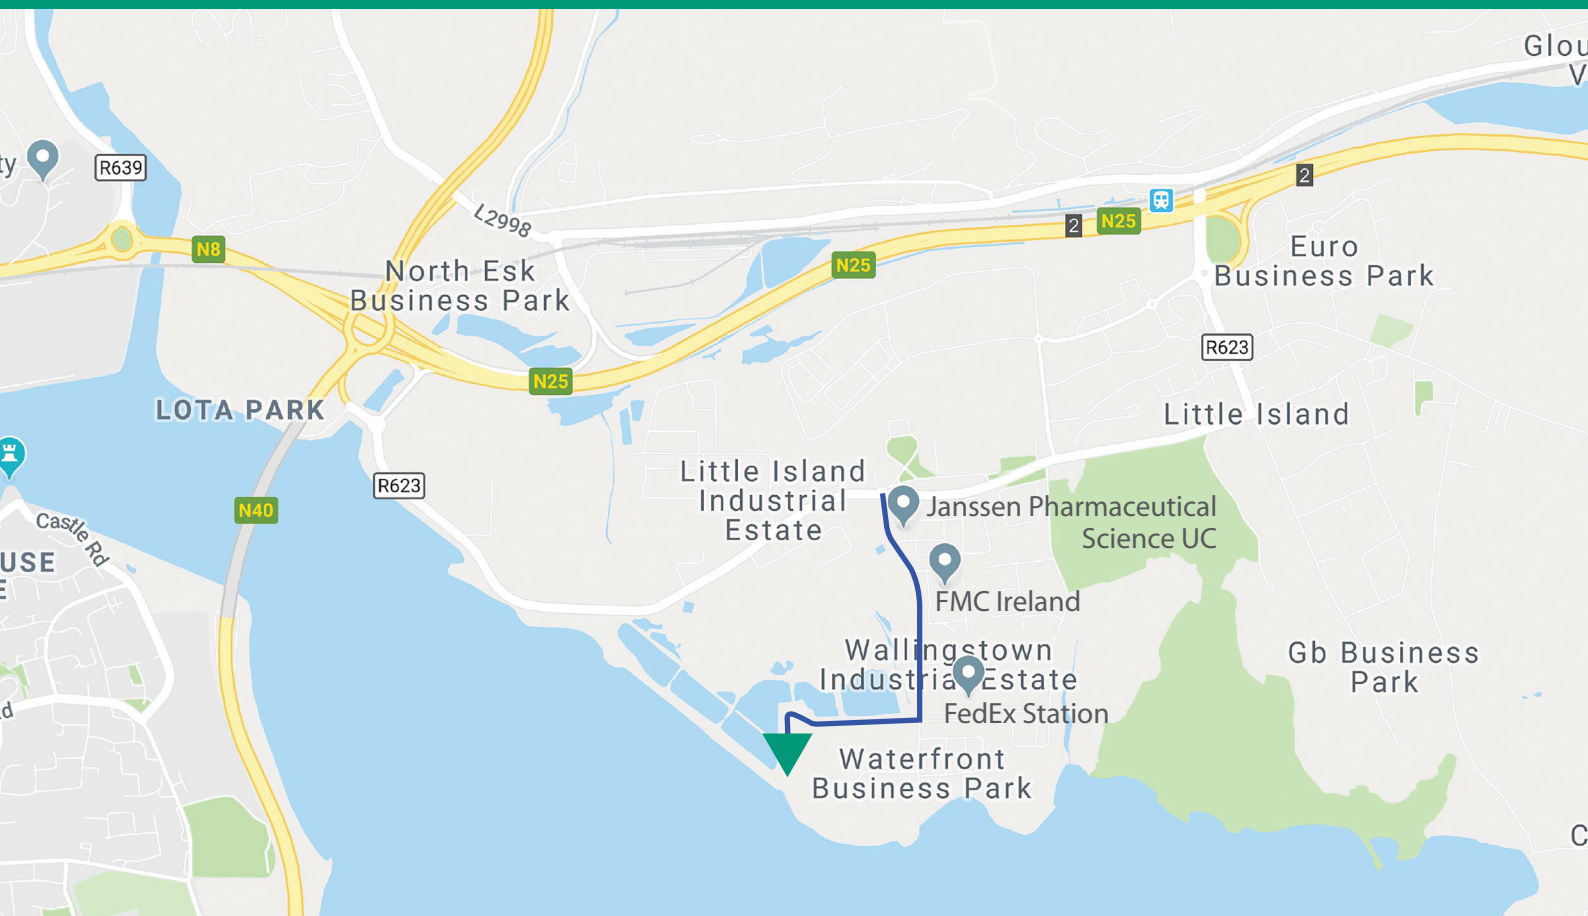 Glou
V
ty
R639
2
L2998
2
N25
N8
Euro
Business Park
N25
North Esk
Business Park
R623
N25
LOTA PARK
Little Island
Little Island
Industrial
Estate
R623
Janssen Pharmaceutical
Science UC
N40
Castle Rd
USE
E
FMC Ireland
Wallingstown
Industrial Estate
Gb Business
Park
FedEx Station
d
Waterfront
Business Park
C